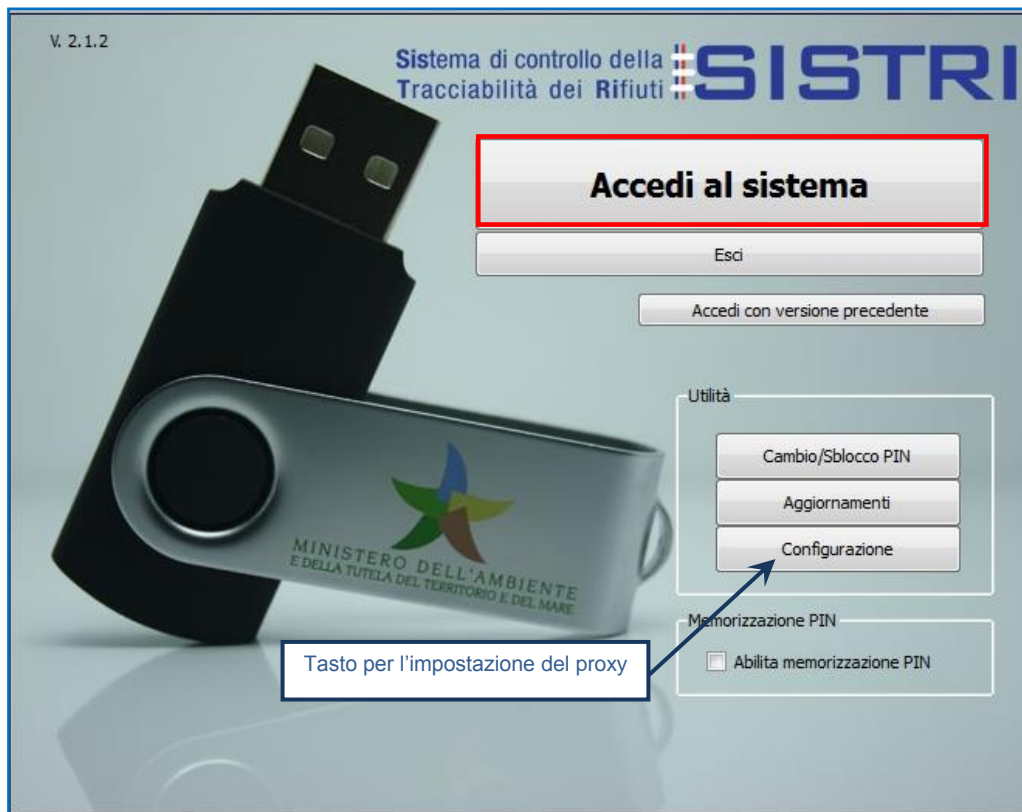 V. 2.1.2
Sistema di controllo della
Tracciabilità dei Rifiuti
SISTRI
Accedi al sistema
Esci
Accedi con versione precedente
Utilità
Cambio/Sblocco PIN
Aggiornamenti
Configurazione
MINISTERO DELL'AMBIENTE
E DELLA TUTELA DEL TERRITORIO E DEL MARE
Tasto per l’impostazione del proxy
Memorizzazione PIN
Abilita memorizzazione PIN